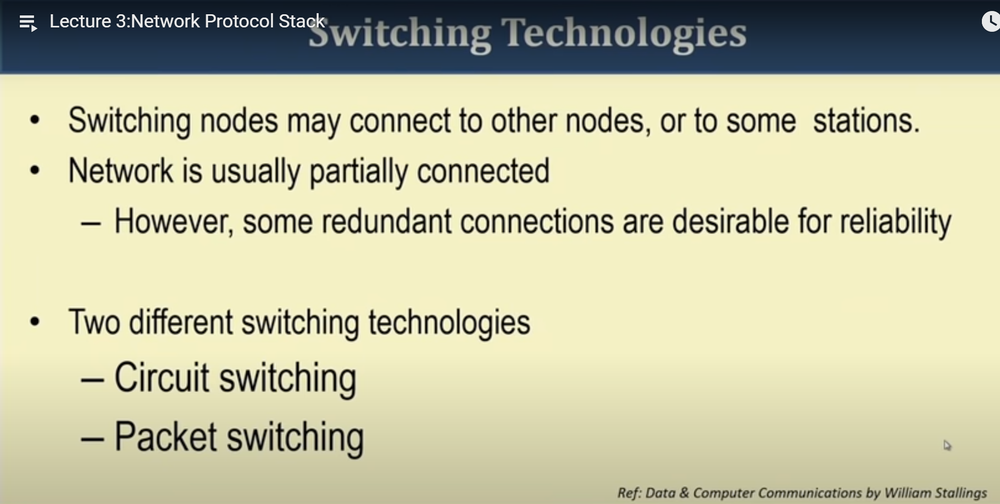 Lecture 3:Network Protocol Stack
Switching Technologies
• Switching nodes may connect to other nodes, or to some stations.
• Network is usually partially connected
– However, some redundant connections are desirable for reliability
• Two different switching technologies
– Circuit switching
– Packet switching
Ref: Data & Computer Communications by William Stallings